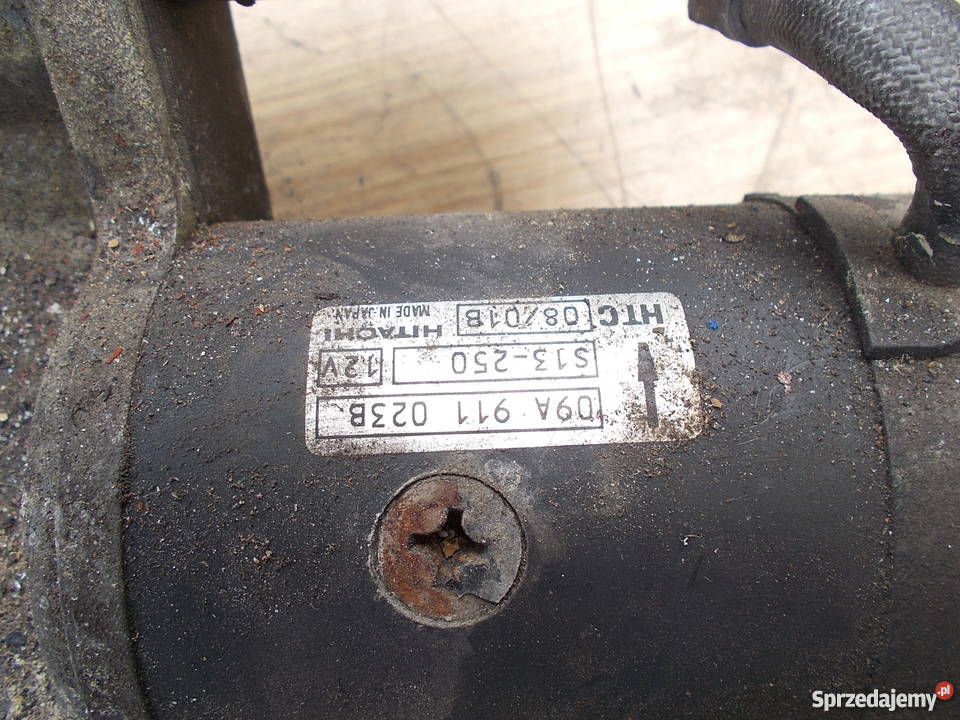 09A 911 023B
S13-250 12V
HTC 08/01B HITACHI
MADE IN JAPAN.
Sprzedajemy.pl